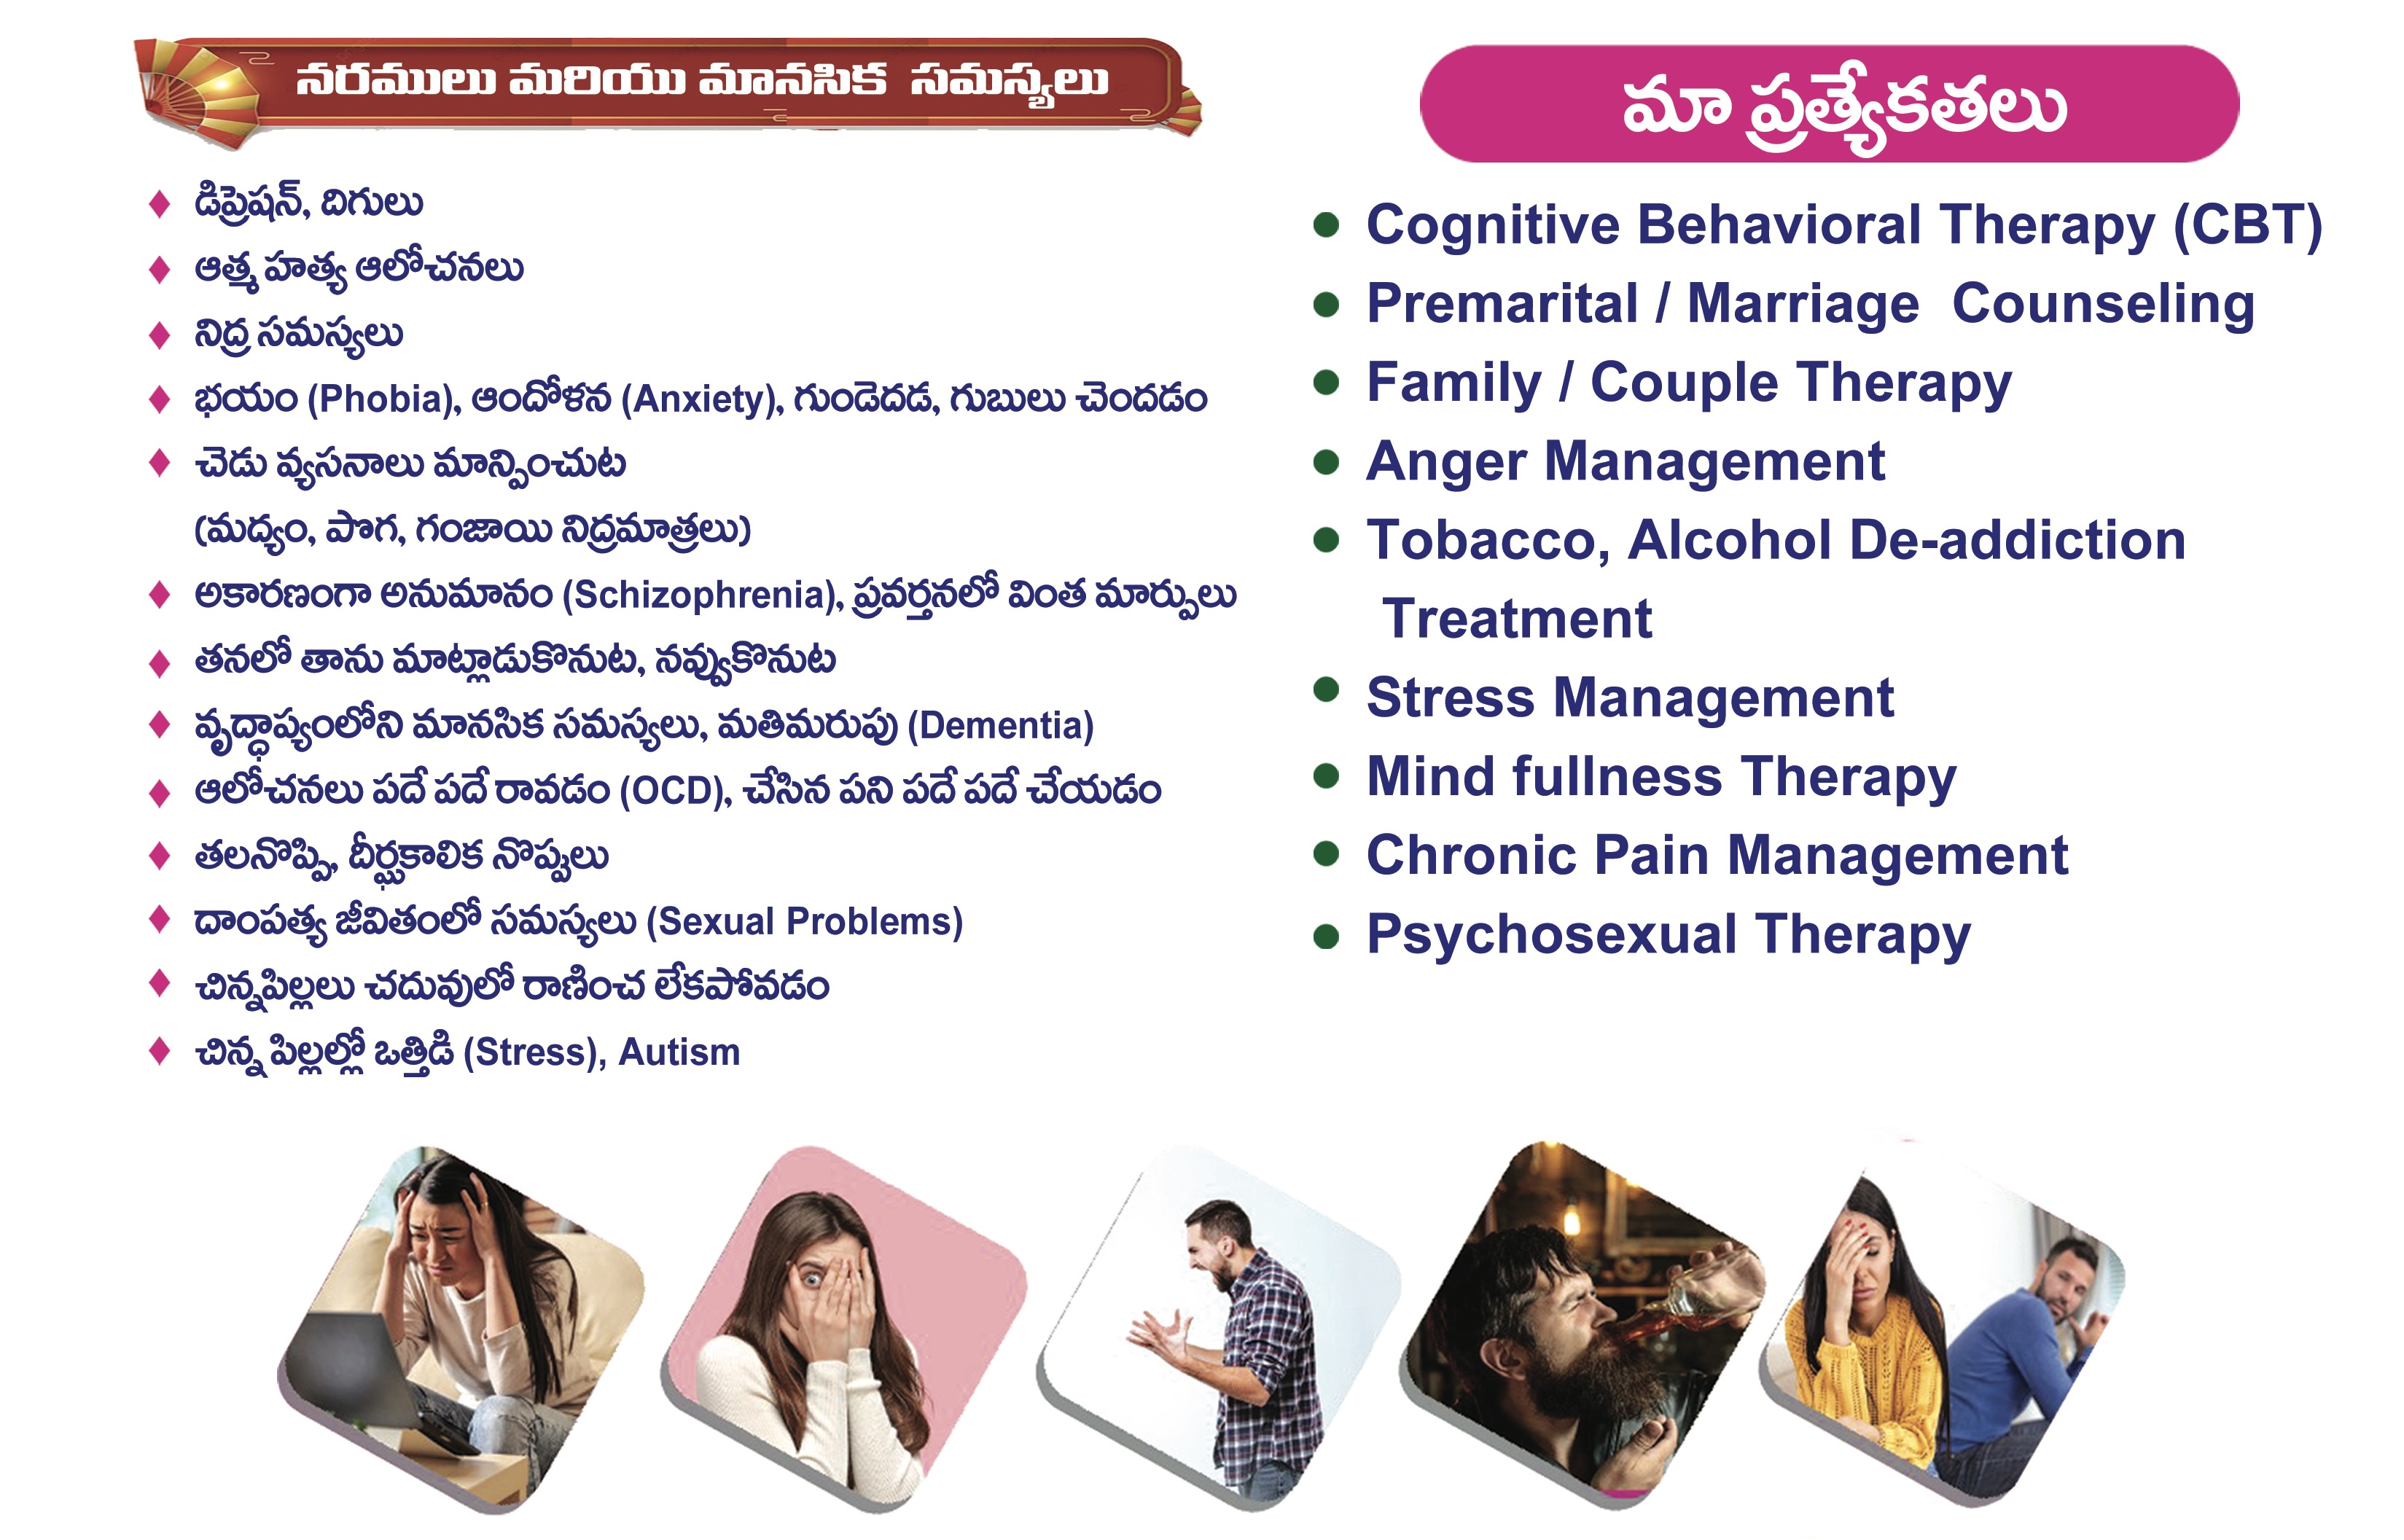 నరములు మరియు మానసిక సమస్యలు
డిప్రెషన్, దిగులు
ఆత్మ హత్య ఆలోచనలు
నిద్ర సమస్యలు
భయం (Phobia), ఆందోళన (Anxiety), గుండెదడ, గుబులు చెందడం
చెడు వ్యసనాలు మాన్పించుట
(మద్యం, పొగ, గంజాయి నిద్రమాత్రలు)
అకారణంగా అనుమానం (Schizophrenia), ప్రవర్తనలో వింత మార్పులు
తనలో తాను మాట్లాడుకొనుట, నవ్వుకొనుట
వృద్ధాప్యంలోని మానసిక సమస్యలు, మతిమరుపు (Dementia)
ఆలోచనలు పదే పదే రావడం (OCD), చేసిన పని పదే పదే చేయడం
తలనొప్పి, దీర్ఘకాలిక నొప్పులు
దాంపత్య జీవితంలో సమస్యలు (Sexual Problems)
చిన్నపిల్లలు చదువులో రాణించ లేకపోవడం
చిన్న పిల్లల్లో ఒత్తిడి (Stress), Autism
మా ప్రత్యేకతలు
Cognitive Behavioral Therapy (CBT)
Premarital / Marriage Counseling
Family / Couple Therapy
Anger Management
Tobacco, Alcohol De-addiction
Treatment
Stress Management
Mind fullness Therapy
Chronic Pain Management
Psychosexual Therapy